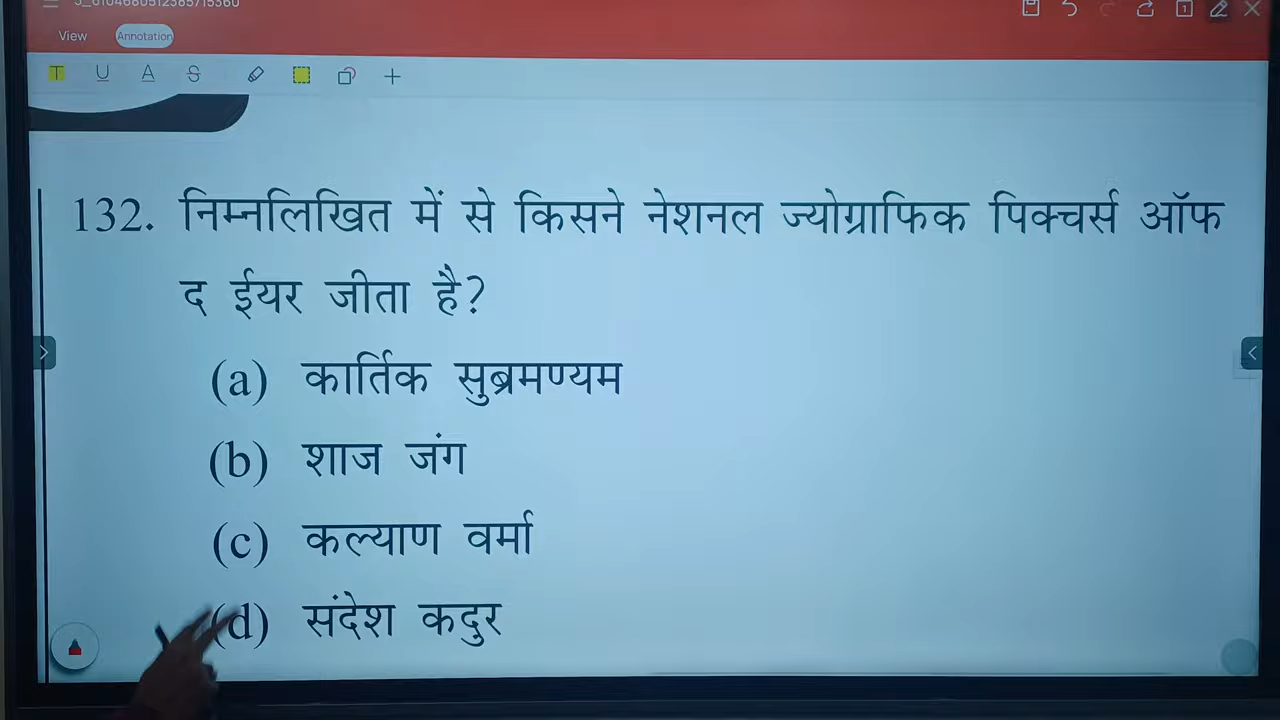 View Annotation
T U A S
132. निम्नलिखित में से किसने नेशनल ज्योग्राफिक पिक्चर्स ऑफ
द ईयर जीता है?
(a) कार्तिक सुब्रमण्यम
(b) शाज जंग
(c) कल्याण वर्मा
(d) संदेश कदुर